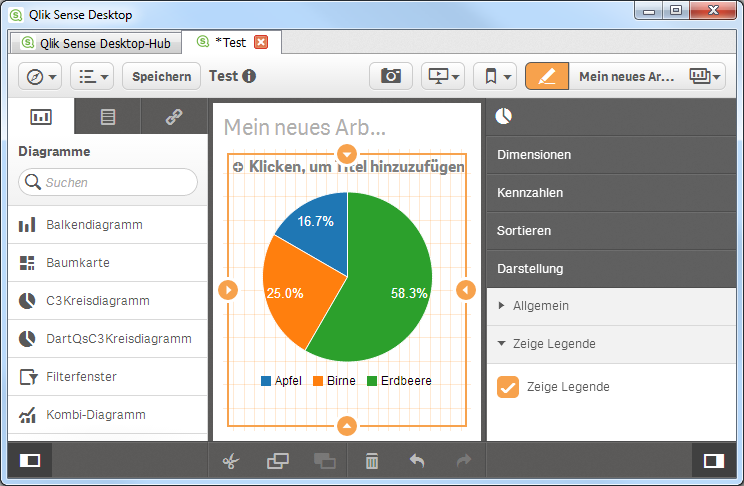 Qlik Sense Desktop
Qlik Sense Desktop-Hub
*Test
Speichern
Test
Mein neues Ar...
Diagramme
Suchen
Balkendiagramm
Baumkarte
C3Kreisdiagramm
DartQsC3Kreisdiagramm
Filterfenster
Kombi-Diagramm
Mein neues Arb...
Klicken, um Titel hinzuzufügen
16.7%
25.0%
58.3%
Apfel Birne Erdbeere
Dimensionen
Kennzahlen
Sortieren
Darstellung
Allgemein
Zeige Legende
Zeige Legende